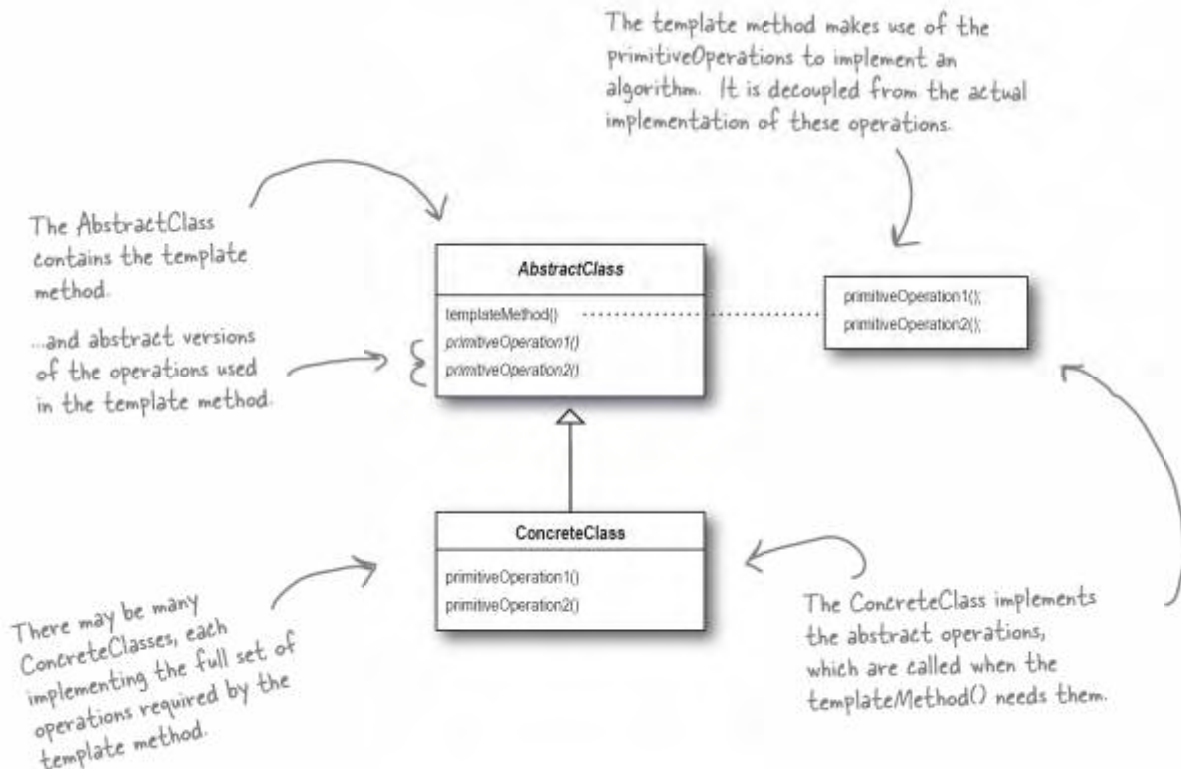 The template method makes use of the
primitiveOperations to implement an
algorithm. It is decoupled from the actual
implementation of these operations.
The AbstractClass
contains the template
method.
...and abstract versions
of the operations used
in the template method.
AbstractClass
templateMethod()
primitiveOperation1()
primitiveOperation2()
primitiveOperation1();
primitiveOperation2();
ConcreteClass
primitiveOperation1()
primitiveOperation2()
There may be many
ConcreteClasses, each
implementing the full set of
operations required by the
template method.
The ConcreteClass implements
the abstract operations,
which are called when the
templateMethod() needs them.